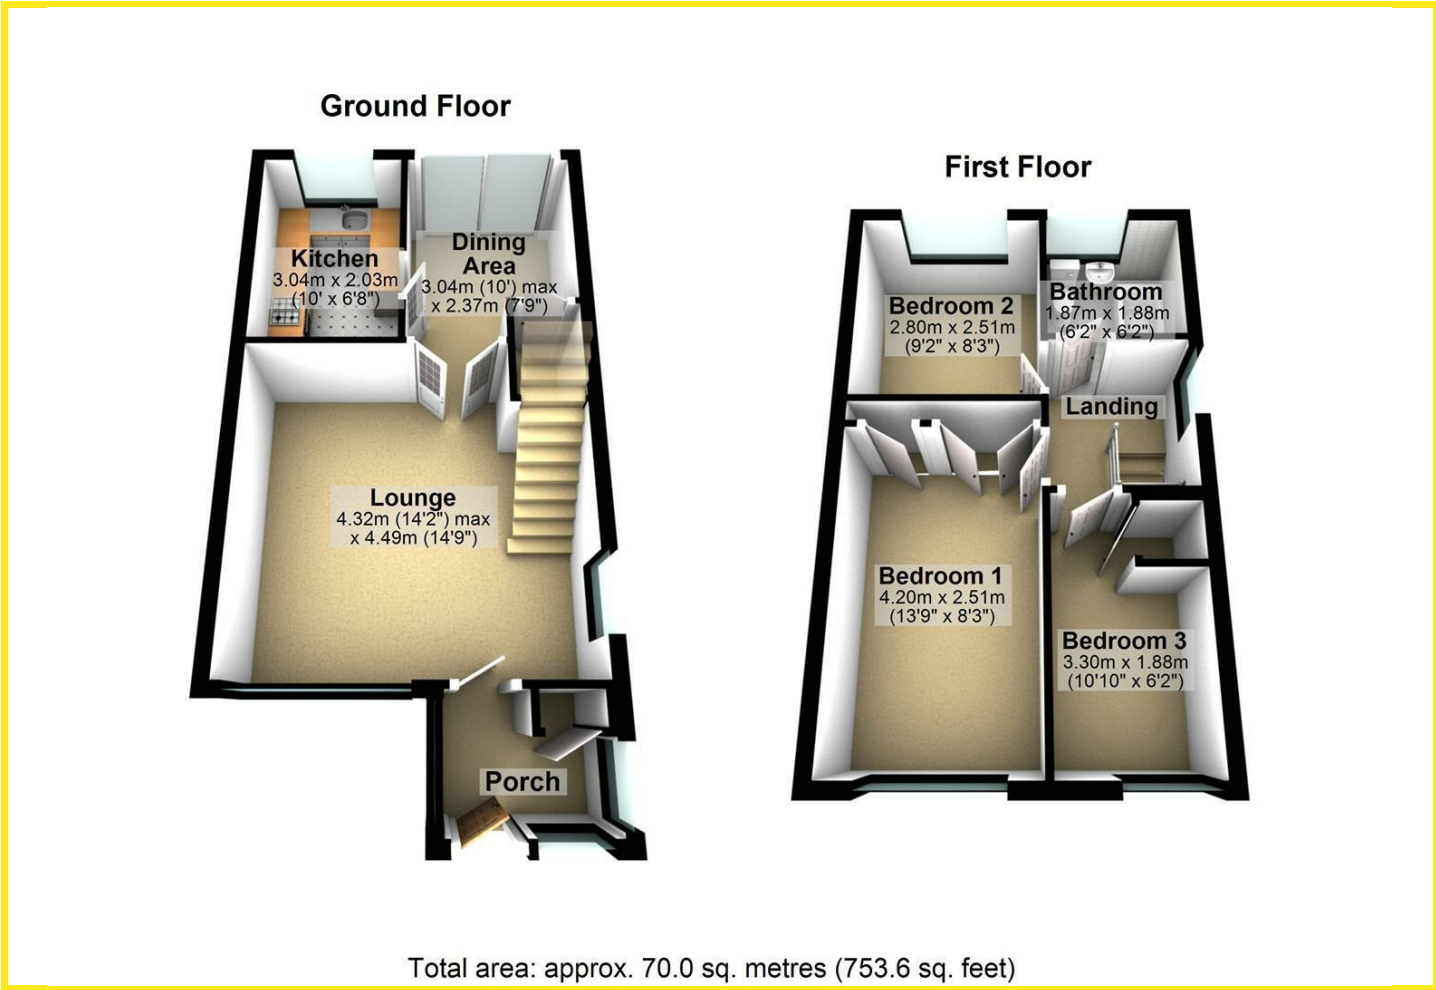 Ground Floor
Kitchen
3.04m x 2.03m
(10' x 6'8")
Dining
Area
3.04m (10') max
x 2.37m (7'9")
Lounge
4.32m (14'2") max
x 4.49m (14'9")
Porch
First Floor
Bedroom 2
2.80m x 2.51m
(9'2" x 8'3")
Bathroom
1.87m x 1.88m
(6'2" x 6'2")
Landing
Bedroom 1
4.20m x 2.51m
(13'9" x 8'3")
Bedroom 3
3.30m x 1.88m
(10'10" x 6'2")
Total area: approx. 70.0 sq. metres (753.6 sq. feet)